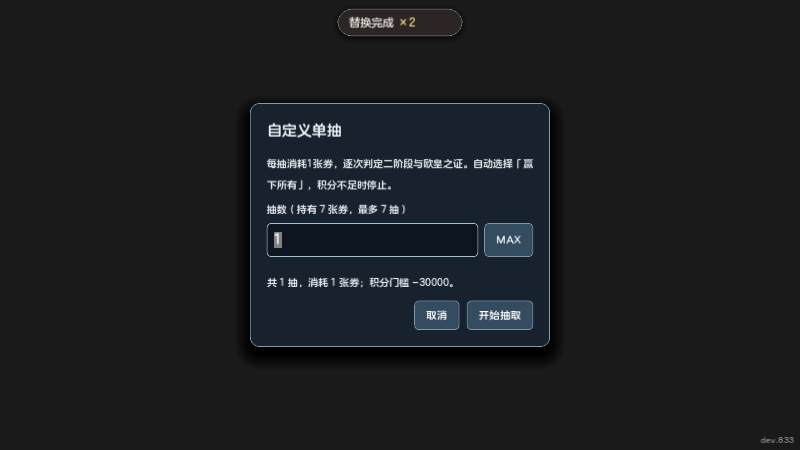 替换完成 ×2
自定义单抽
每抽消耗1张券，逐次判定二阶段与欧皇之证。自动选择「赢
下所有」，积分不足时停止。
抽数（持有 7 张券，最多 7 抽）
1
MAX
共 1 抽，消耗 1 张券；积分门槛 -30000。
取消
开始抽取
dev.833